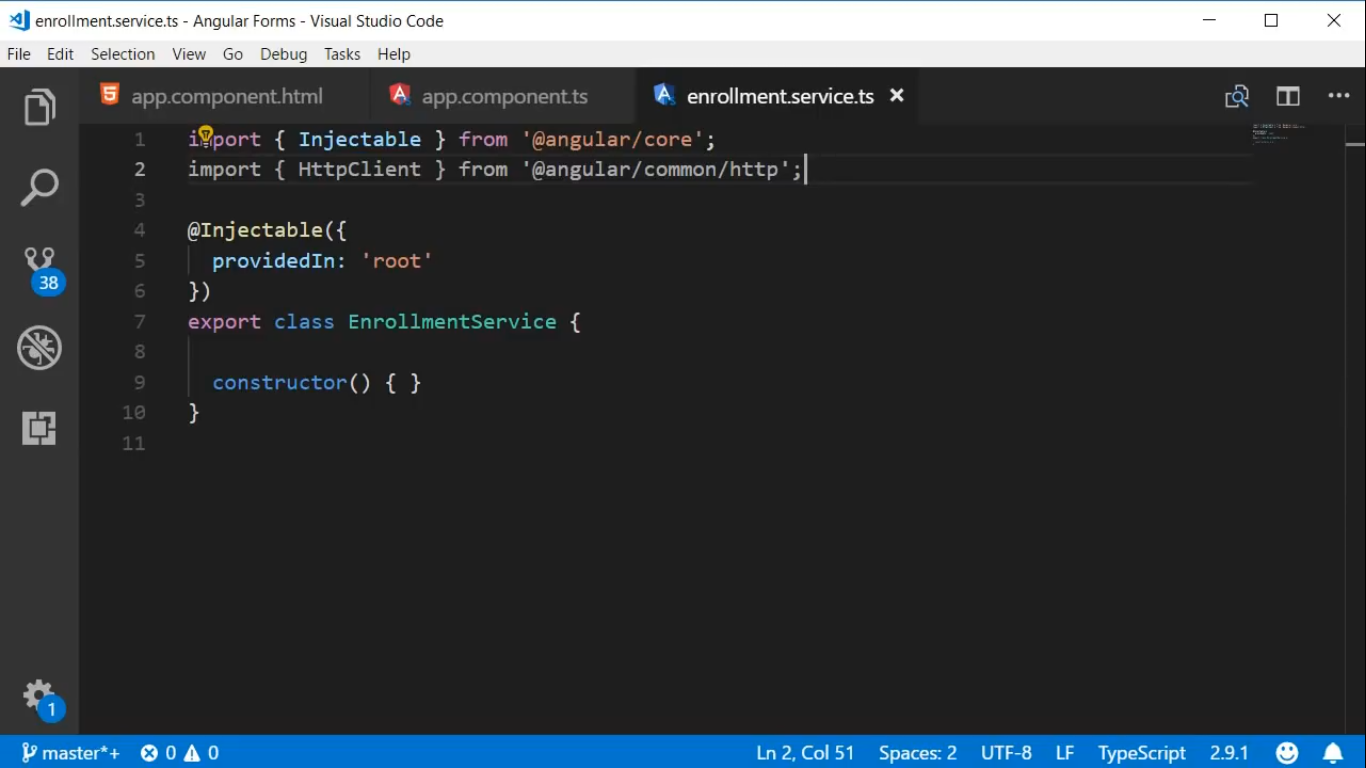 enrollment.service.ts - Angular Forms - Visual Studio Code
File Edit Selection View Go Debug Tasks Help
app.component.html app.component.ts enrollment.service.ts
1 import { Injectable } from '@angular/core';
2 import { HttpClient } from '@angular/common/http';
3
4 @Injectable({
5 providedIn: 'root'
6 })
7 export class EnrollmentService {
8
9 constructor() { }
10 }
11
38
1
master*+ 0 0 Ln 2, Col 51 Spaces: 2 UTF-8 LF TypeScript 2.9.1